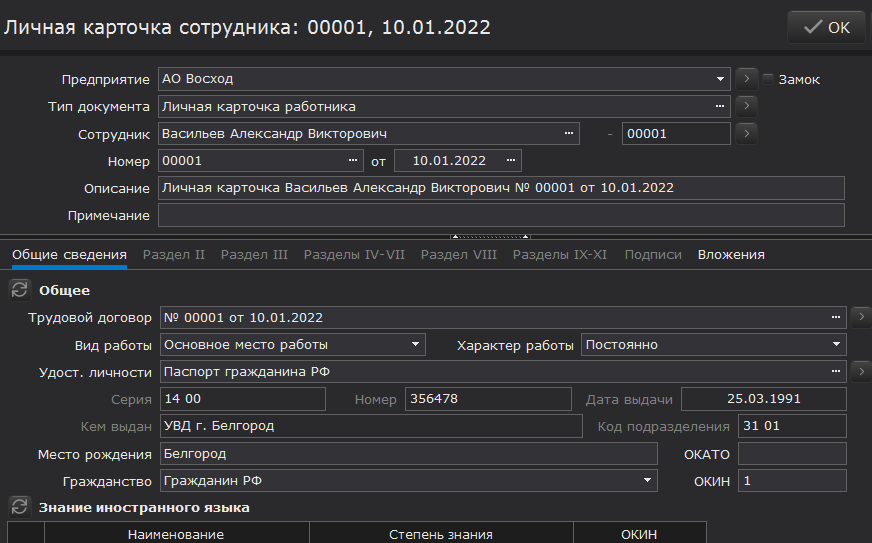 Личная карточка сотрудника: 00001, 10.01.2022 OK
Предприятие АО Восход Замок
Тип документа Личная карточка работника
Сотрудник Васильев Александр Викторович - 00001
Номер 00001 от 10.01.2022
Описание Личная карточка Васильев Александр Викторович № 00001 от 10.01.2022
Примечание
Общие сведения Раздел II Раздел III Разделы IV-VII Раздел VIII Разделы IX-XI Подписи Вложения
Общее
Трудовой договор № 00001 от 10.01.2022
Вид работы Основное место работы Характер работы Постоянно
Удост. личности Паспорт гражданина РФ
Серия 14 00 Номер 356478 Дата выдачи 25.03.1991
Кем выдан УВД г. Белгород Код подразделения 31 01
Место рождения Белгород ОКАТО
Гражданство Гражданин РФ ОКИН 1
Знание иностранного языка
Наименование Степень знания ОКИН